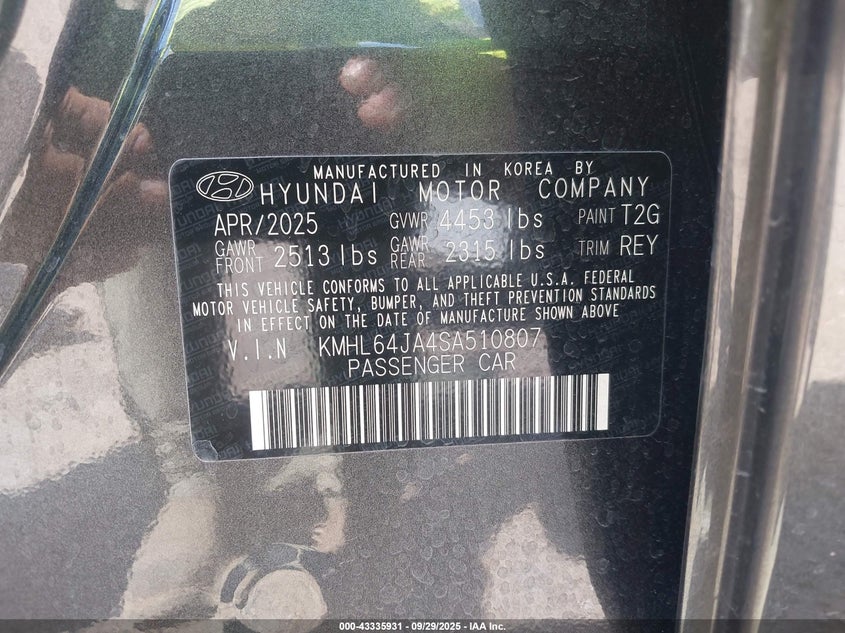 MANUFACTURED IN KOREA BY
HYUNDAI MOTOR COMPANY
APR/2025 GVWR 4453 lbs PAINT T2G
GAWR FRONT 2513 lbs GAWR REAR 2315 lbs TRIM REY
THIS VEHICLE CONFORMS TO ALL APPLICABLE U.S.A. FEDERAL
MOTOR VEHICLE SAFETY, BUMPER, AND THEFT PREVENTION STANDARDS
IN EFFECT ON THE DATE OF MANUFACTURE SHOWN ABOVE
V.I.N KMHL64JA4SA510807
PASSENGER CAR
000-43335931 - 09/29/2025 - IAA Inc.